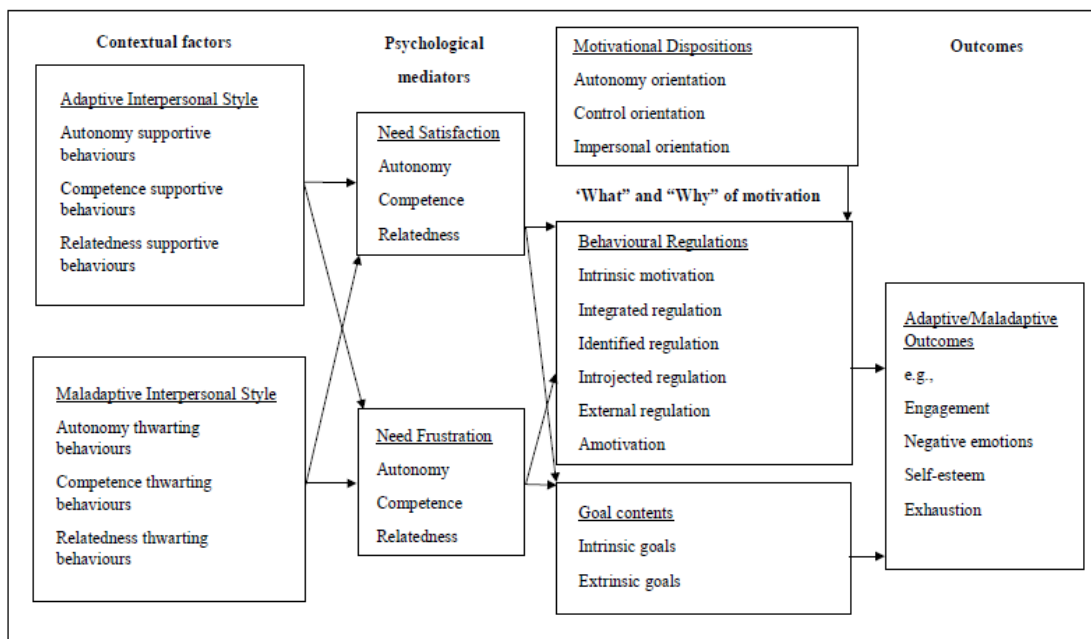 Contextual factors
Adaptive Interpersonal Style
Autonomy supportive
behaviours
Competence supportive
behaviours
Relatedness supportive
behaviours
Maladaptive Interpersonal Style
Autonomy thwarting
behaviours
Competence thwarting
behaviours
Relatedness thwarting
behaviours
Psychological
mediators
Need Satisfaction
Autonomy
Competence
Relatedness
Need Frustration
Autonomy
Competence
Relatedness
Motivational Dispositions
Autonomy orientation
Control orientation
Impersonal orientation
‘What” and “Why” of motivation
Behavioural Regulations
Intrinsic motivation
Integrated regulation
Identified regulation
Introjected regulation
External regulation
Amotivation
Goal contents
Intrinsic goals
Extrinsic goals
Outcomes
Adaptive/Maladaptive
Outcomes
e.g.,
Engagement
Negative emotions
Self-esteem
Exhaustion